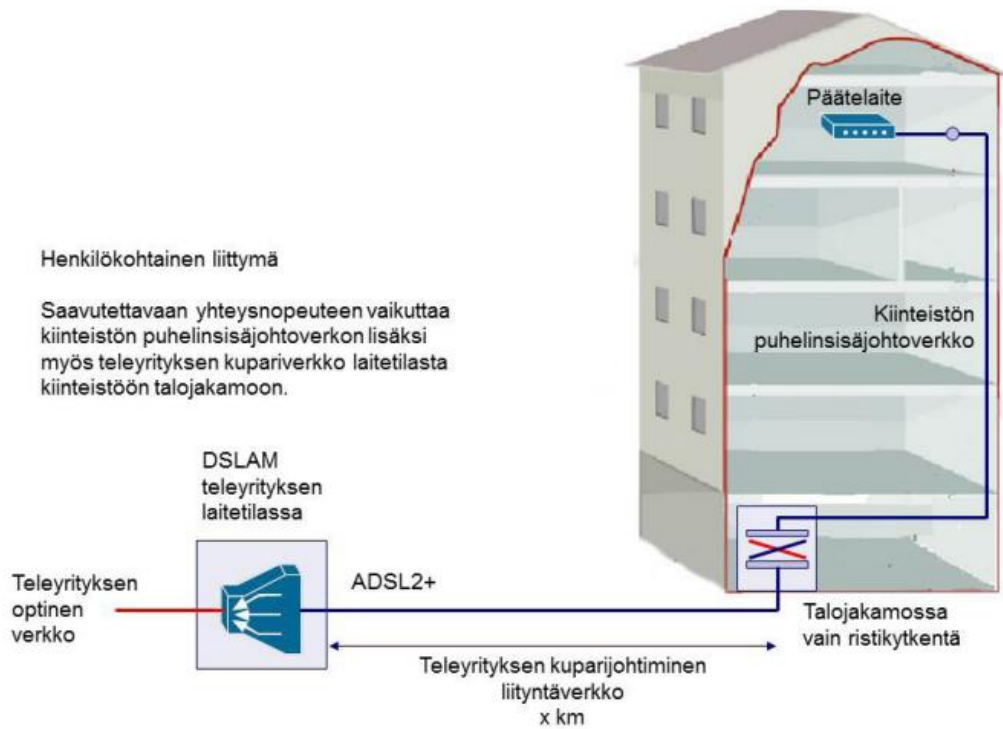 Päätelaite
Henkilökohtainen liittymä
Saavutettavaan yhteysnopeuteen vaikuttaa
kiinteistön puhelinsisäjohtoverkon lisäksi
myös teleyrityksen kupariverkko laitetilasta
kiinteistöön talojakamoon.
Kiinteistön
puhelinsisäjohtoverkko
DSLAM
teleyrityksen
laitetilassa
Teleyrityksen
optinen
verkko
ADSL2+
Talojakamossa
vain ristikytkentä
Teleyrityksen kuparijohtiminen
liityntäverkko
x km